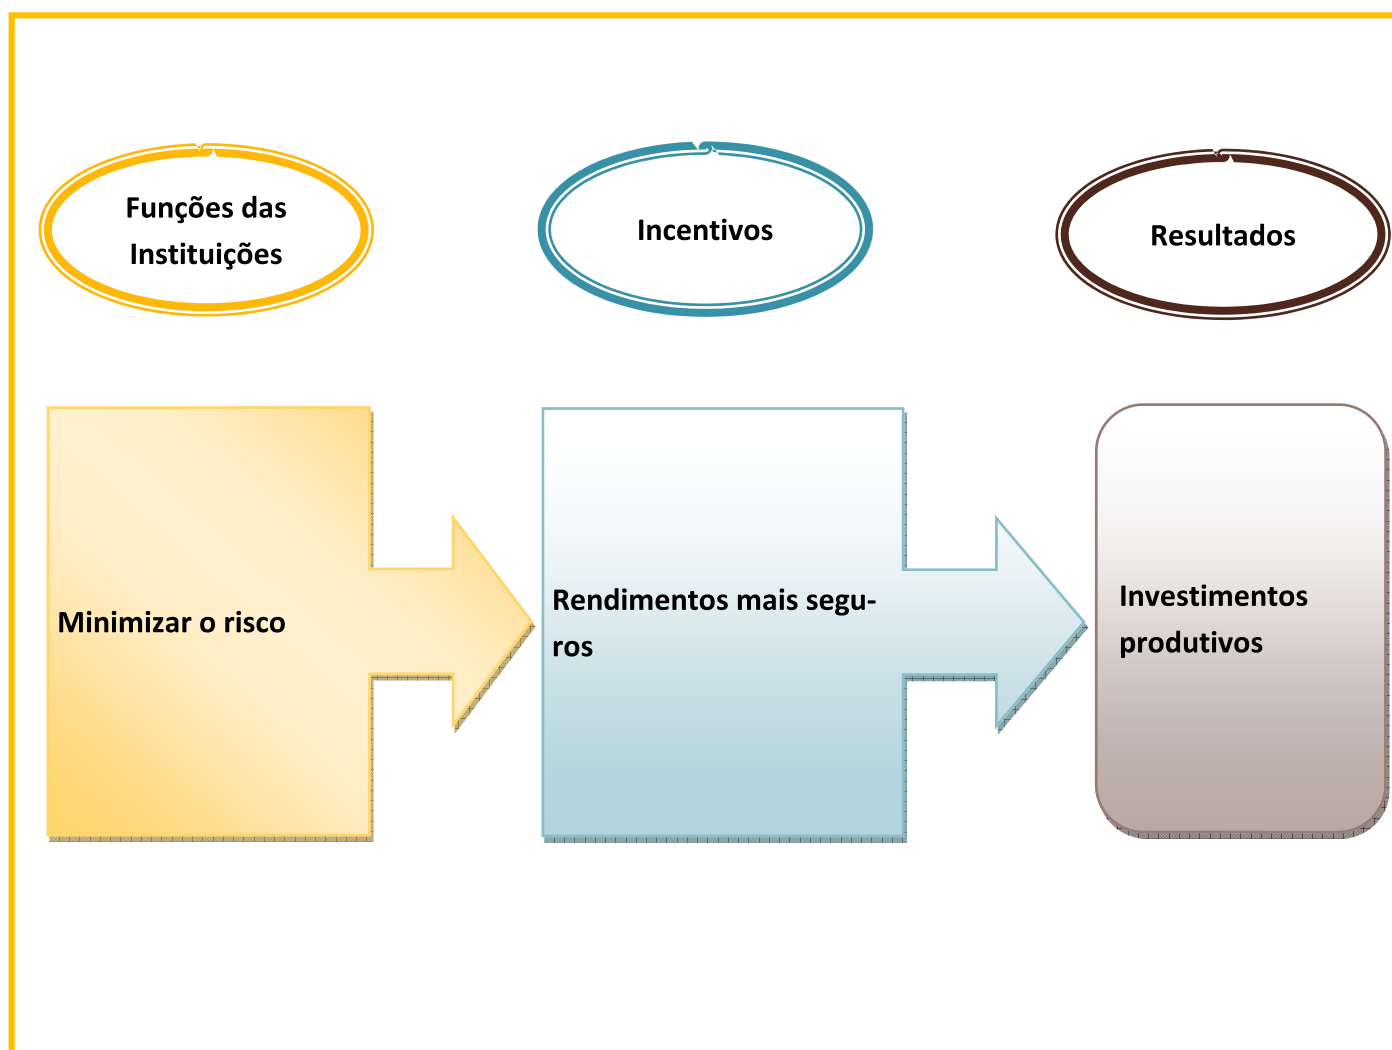 Funções das
Instituições
Incentivos
Resultados
Minimizar o risco
Rendimentos mais segu-
ros
Investimentos
produtivos